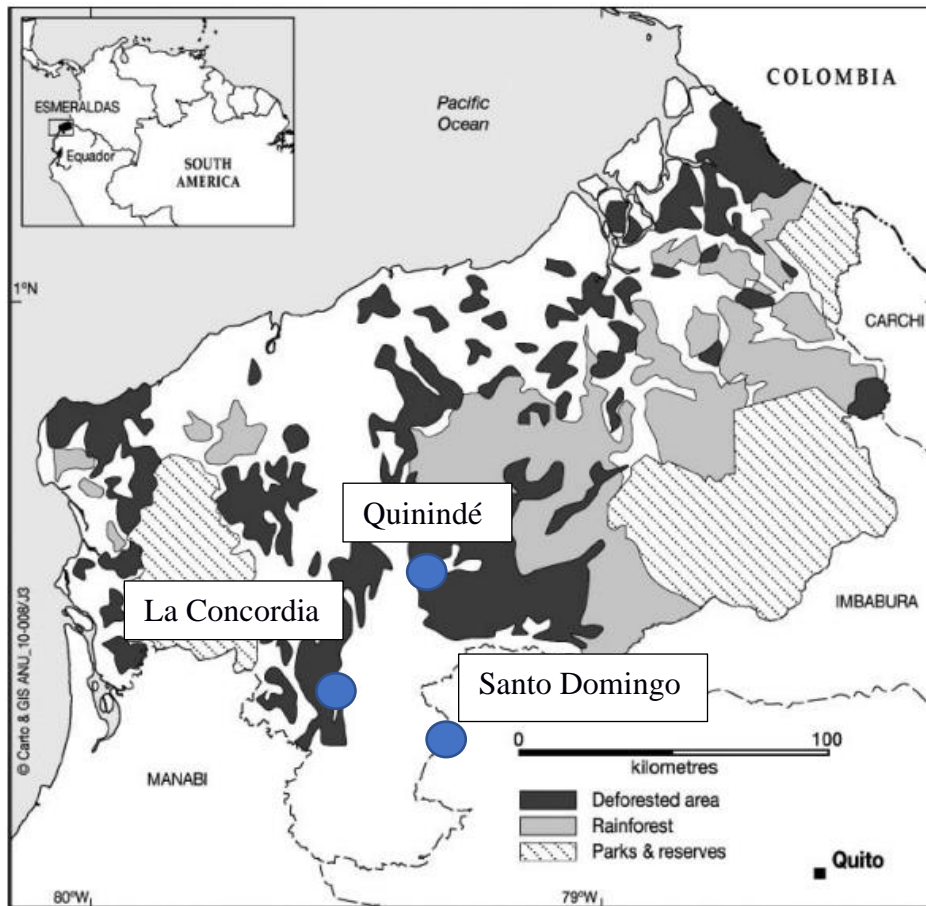 COLOMBIA
Pacific
Ocean
ESMERALDAS
Equador
SOUTH
AMERICA
1°N
CARCHI
Quinindé
La Concordia
IMBABURA
Santo Domingo
MANABI
0 100
kilometres
Deforested area
Rainforest
Parks & reserves
Quito
80°W
79°W
© Carto & GIS ANU_10-008/J3